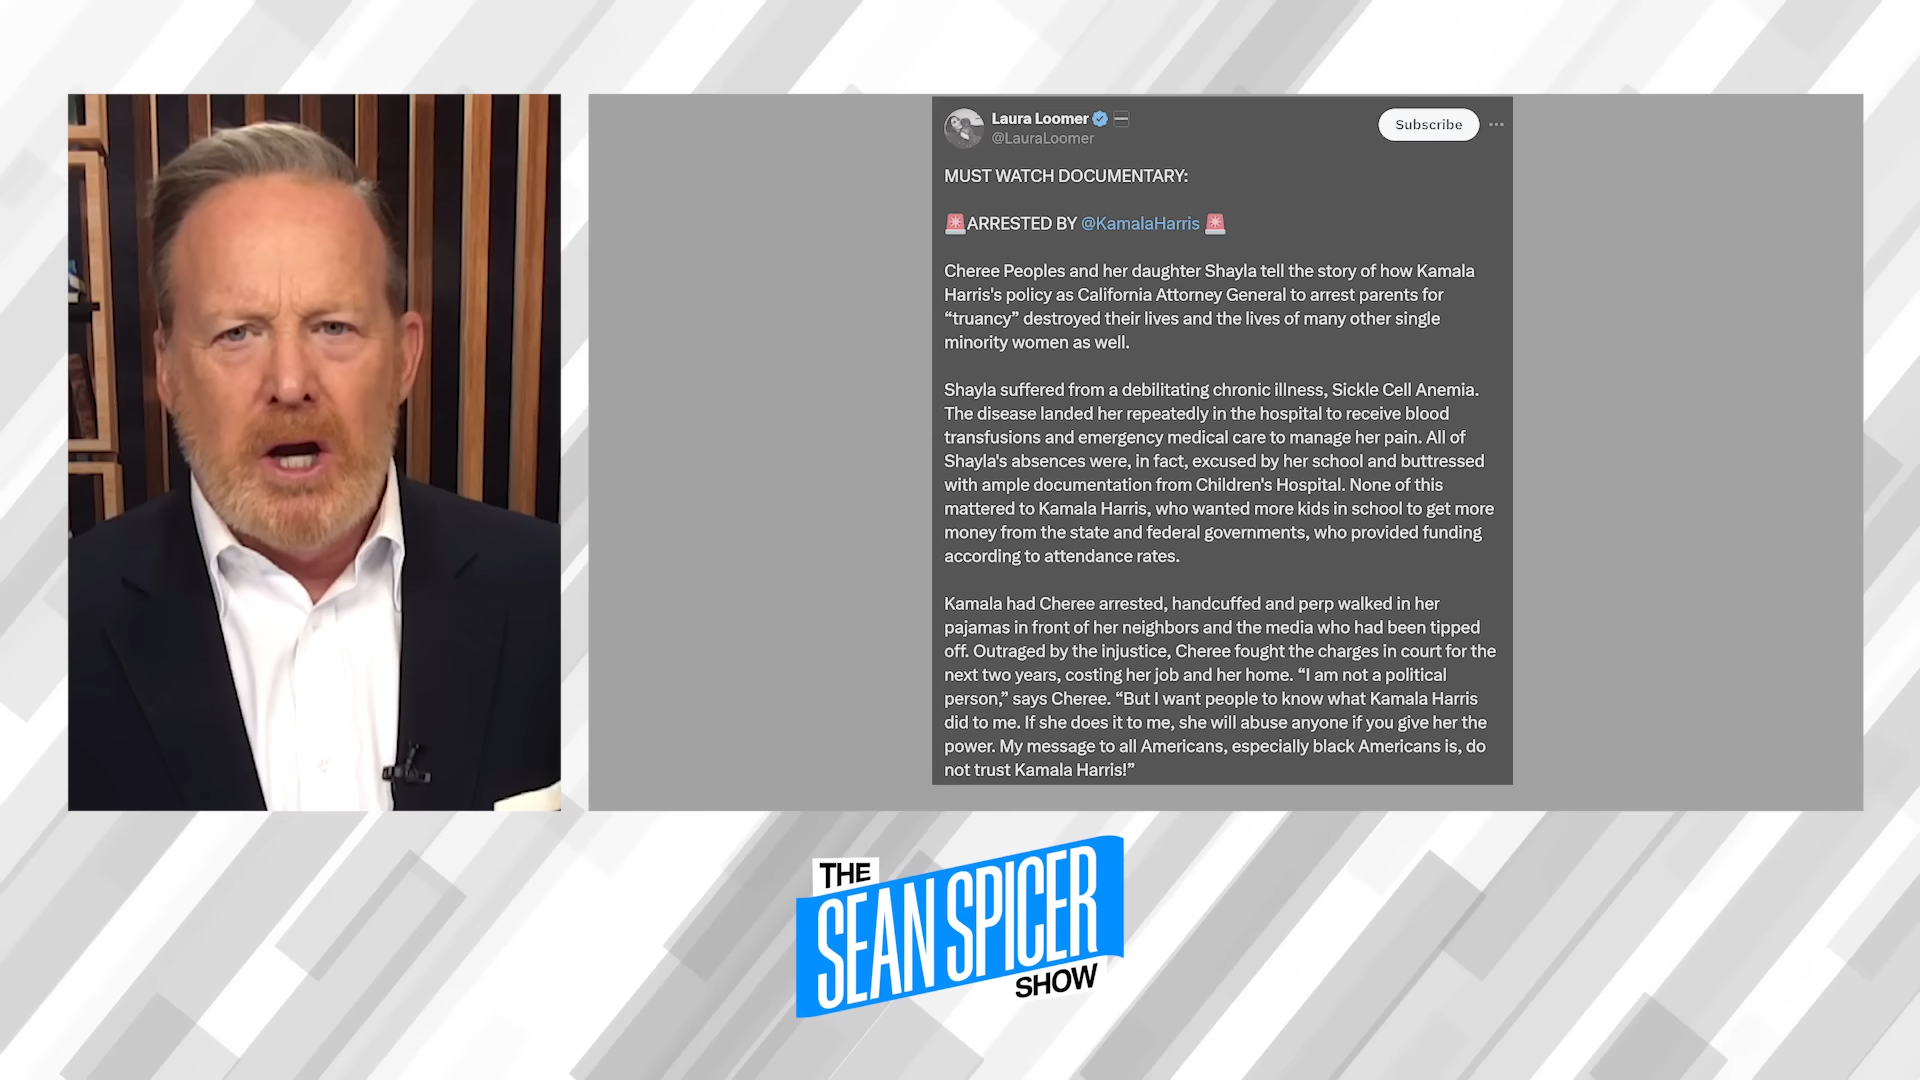 Laura Loomer
@LauraLoomer
Subscribe
MUST WATCH DOCUMENTARY:
🚨ARRESTED BY @KamalaHarris 🚨
Cheree Peoples and her daughter Shayla tell the story of how Kamala
Harris's policy as California Attorney General to arrest parents for
“truancy” destroyed their lives and the lives of many other single
minority women as well.
Shayla suffered from a debilitating chronic illness, Sickle Cell Anemia.
The disease landed her repeatedly in the hospital to receive blood
transfusions and emergency medical care to manage her pain. All of
Shayla's absences were, in fact, excused by her school and buttressed
with ample documentation from Children's Hospital. None of this
mattered to Kamala Harris, who wanted more kids in school to get more
money from the state and federal governments, who provided funding
according to attendance rates.
Kamala had Cheree arrested, handcuffed and perp walked in her
pajamas in front of her neighbors and the media who had been tipped
off. Outraged by the injustice, Cheree fought the charges in court for the
next two years, costing her job and her home. “I am not a political
person,” says Cheree. “But I want people to know what Kamala Harris
did to me. If she does it to me, she will abuse anyone if you give her the
power. My message to all Americans, especially black Americans is, do
not trust Kamala Harris!”
THE
SEAN SPICER
SHOW